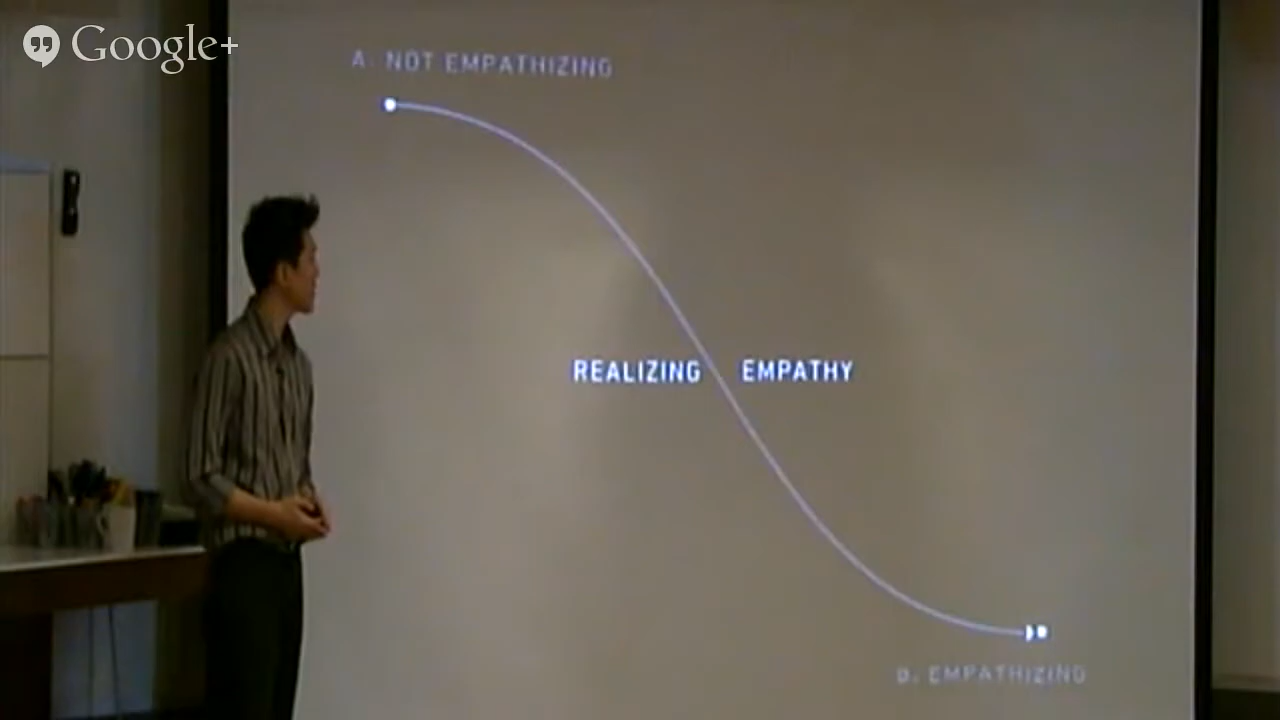 Google+
A. NOT EMPATHIZING
REALIZING EMPATHY
B. EMPATHIZING